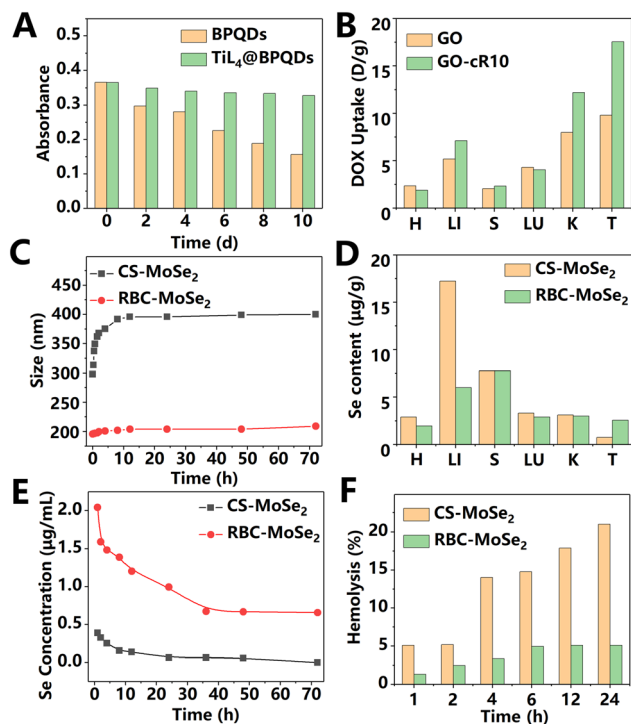 A
BPQDs
TiL4@BPQDs
Absorbance
0.5
0.4
0.3
0.2
0.1
0.0
0 2 4 6 8 10
Time (d)
B
GO
GO-cR10
DOX Uptake (D/g)
20
15
10
5
0
H LI S LU K T
C
CS-MoSe2
RBC-MoSe2
Size (nm)
450
400
350
300
250
200
0 10 20 30 40 50 60 70
Time (h)
D
CS-MoSe2
RBC-MoSe2
Se content (µg/g)
20
15
10
5
0
H LI S LU K T
E
CS-MoSe2
RBC-MoSe2
Se Concentration (µg/mL)
2.0
1.5
1.0
0.5
0.0
0 10 20 30 40 50 60 70
Time (h)
F
CS-MoSe2
RBC-MoSe2
Hemolysis (%)
20
15
10
5
0
1 2 4 6 12 24
Time (h)